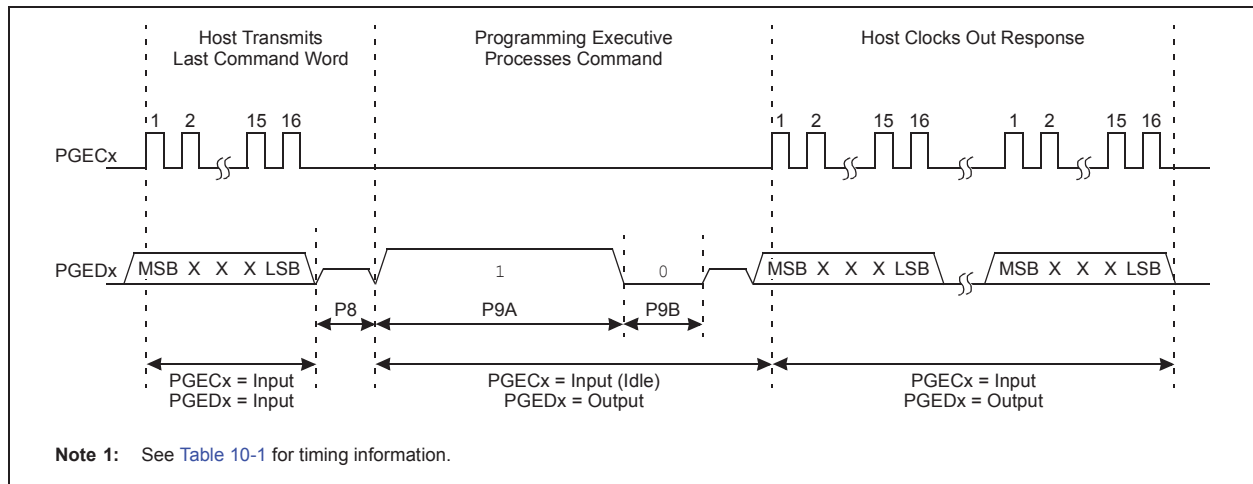 Host Transmits
Last Command Word
Programming Executive
Processes Command
Host Clocks Out Response
1 2 15 16 1 2 15 16 1 2 15 16
PGECx
PGEDx MSB X X X LSB 1 0 MSB X X X LSB MSB X X X LSB
P8 P9A P9B
PGECx = Input
PGEDx = Input
PGECx = Input (Idle)
PGEDx = Output
PGECx = Input
PGEDx = Output
Note 1: See Table 10-1 for timing information.